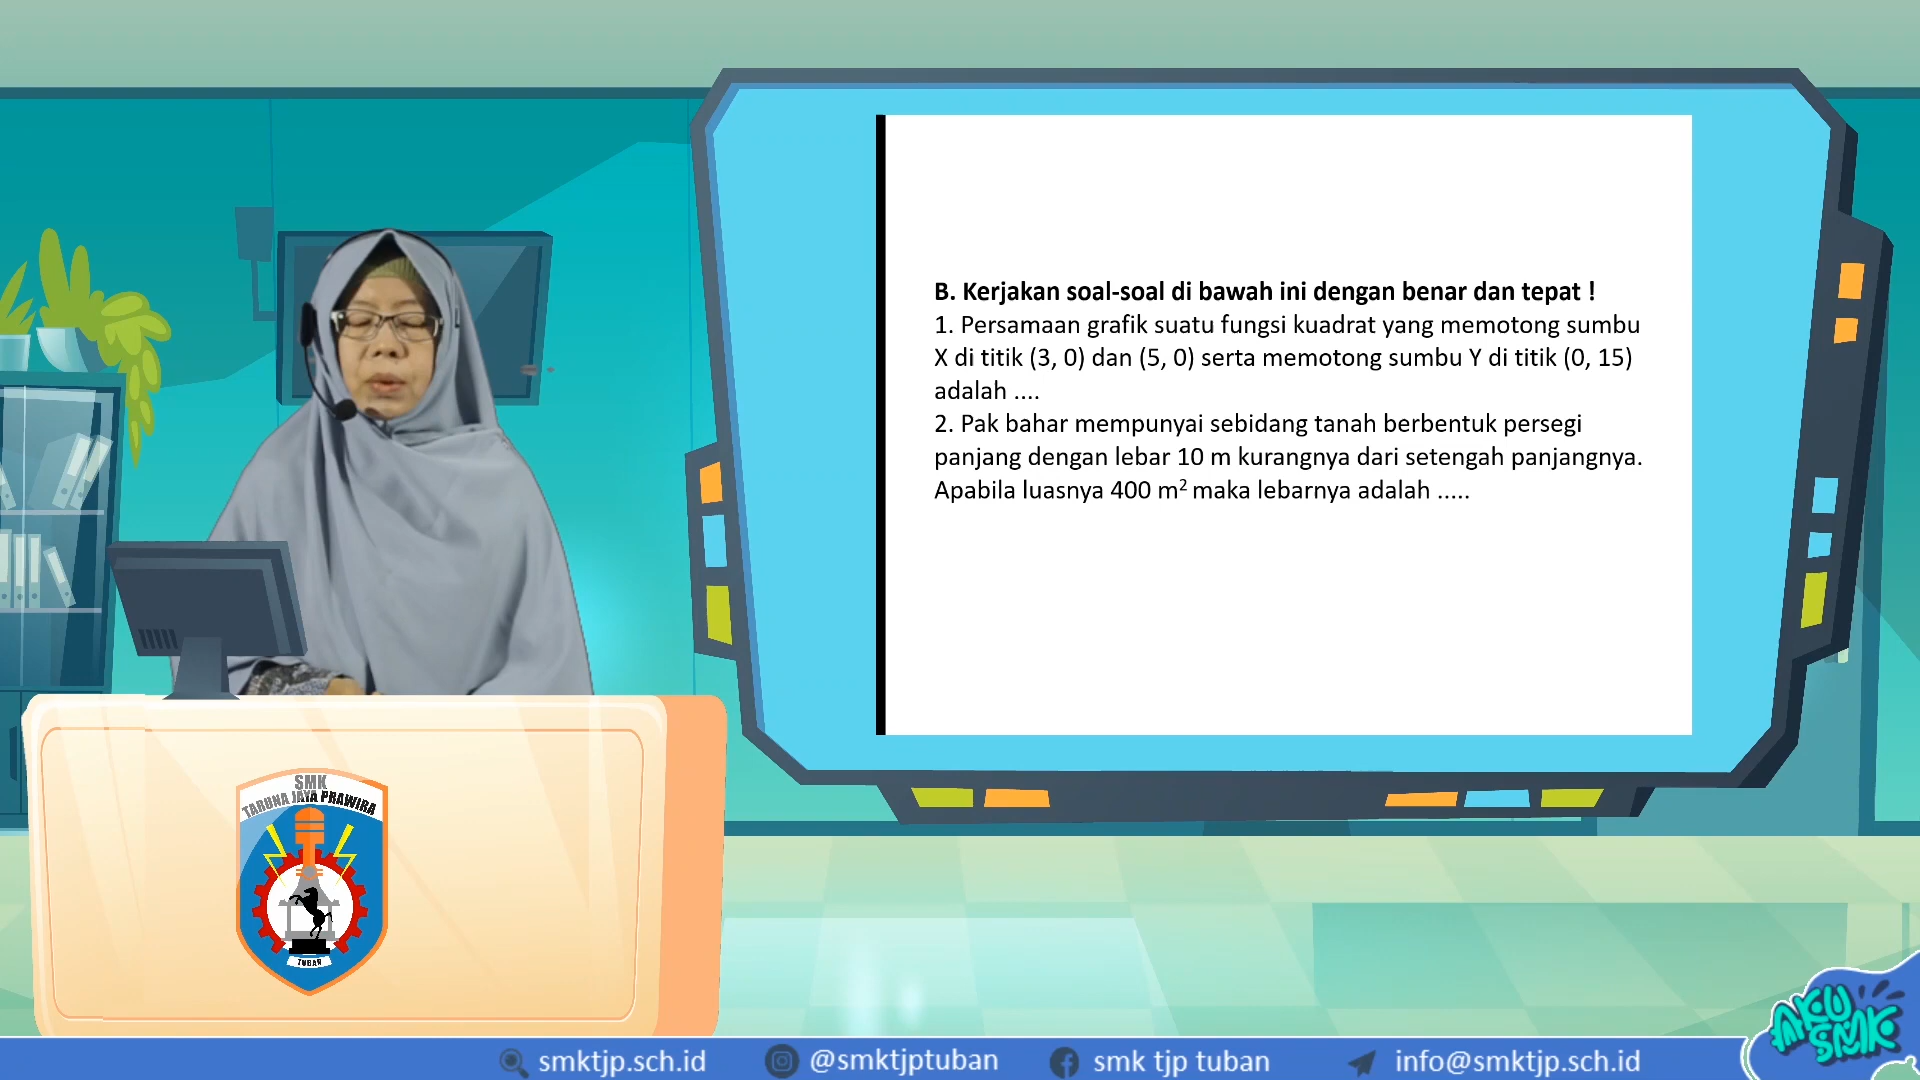 B. Kerjakan soal-soal di bawah ini dengan benar dan tepat !
1. Persamaan grafik suatu fungsi kuadrat yang memotong sumbu
X di titik (3, 0) dan (5, 0) serta memotong sumbu Y di titik (0, 15)
adalah ....
2. Pak bahar mempunyai sebidang tanah berbentuk persegi
panjang dengan lebar 10 m kurangnya dari setengah panjangnya.
Apabila luasnya 400 m² maka lebarnya adalah .....
SMK
TARUNA JAYA PRAWIRA
TUBAN
smktjp.sch.id
@smktjptuban
smk tjp tuban
info@smktjp.sch.id
AKU
SMK